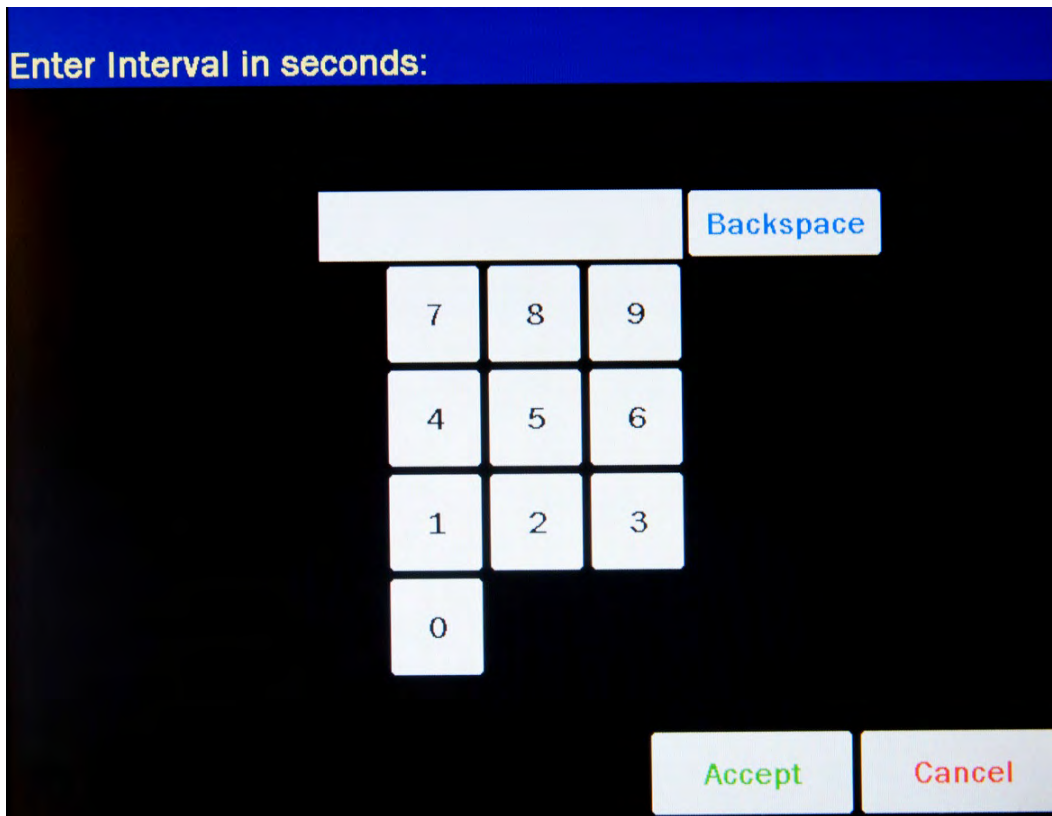 Enter Interval in seconds:
Backspace
7 8 9
4 5 6
1 2 3
0
Accept Cancel